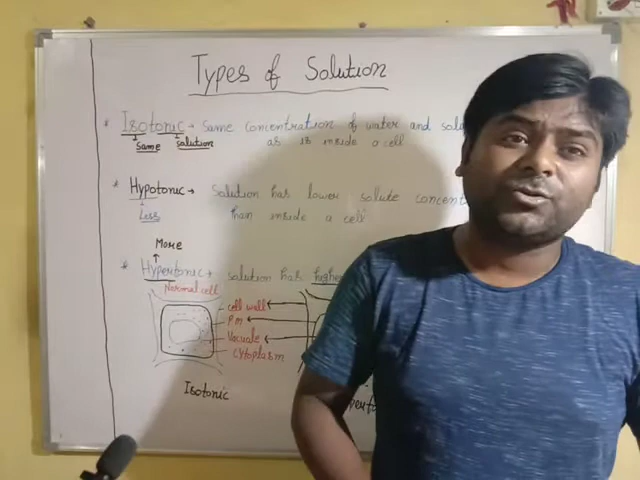 Types of Solution
* Isotonic → Same concentration of water and solu
same solution as is inside a cell
* Hypotonic → Solution has lower solute concent
Less than inside a cell
More
* Hypertonic → solution has higher
Normal cell
cell wall
P m
Vacuole
Cytoplasm
Isotonic